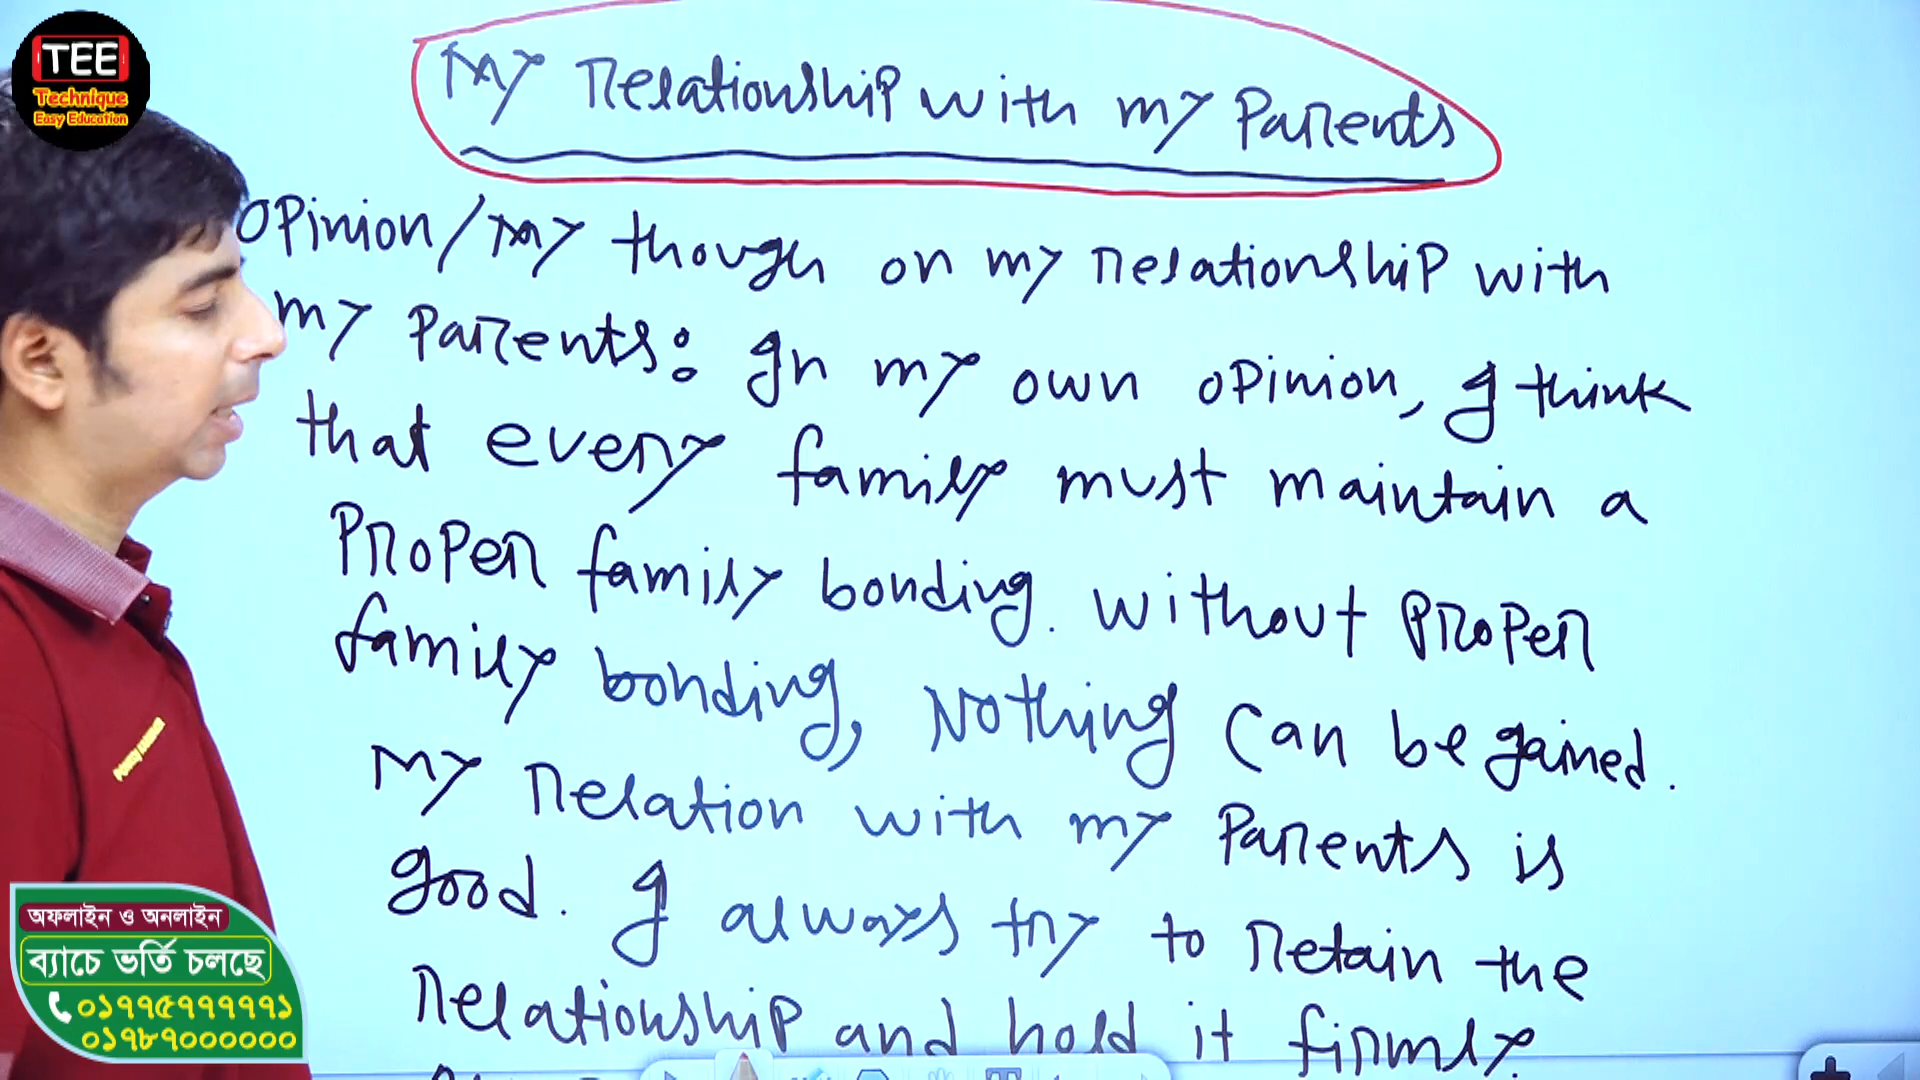 TEE
Technique
Easy Education
My Relationship with my Parents
Opinion/My though on my relationship with
my Parents: In my own opinion, I think
that every family must maintain a
Proper family bonding. Without Proper
family bonding, Nothing can be gained.
My relation with my Parents is
good. I always try to retain the
relationship and hold it firmly.
অফলাইন ও অনলাইন
ব্যাচে ভর্তি চলছে
০১৭৭৫৭৭৭৭৭১
০১৭৮৭০০০০০০